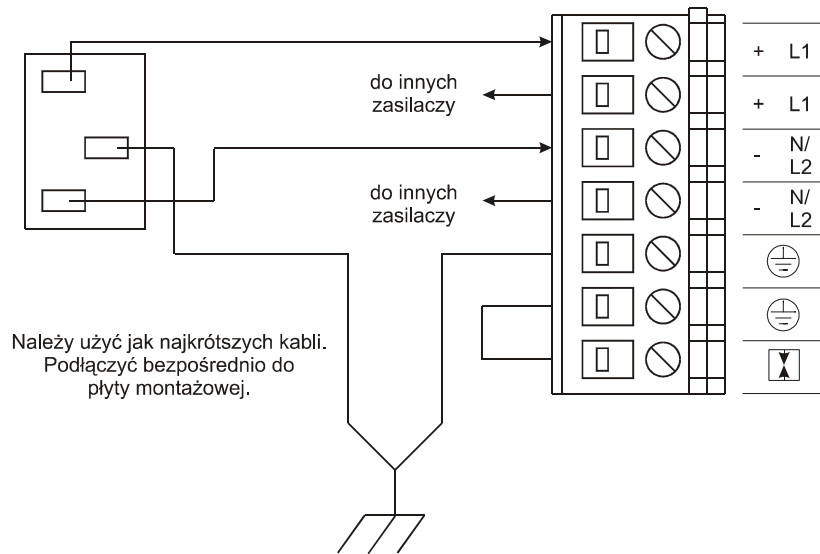 + L1
do innych
zasilaczy
+ L1
- N/
L2
do innych
zasilaczy
- N/
L2
Należy użyć jak najkrótszych kabli.
Podłączyć bezpośrednio do
płyty montażowej.